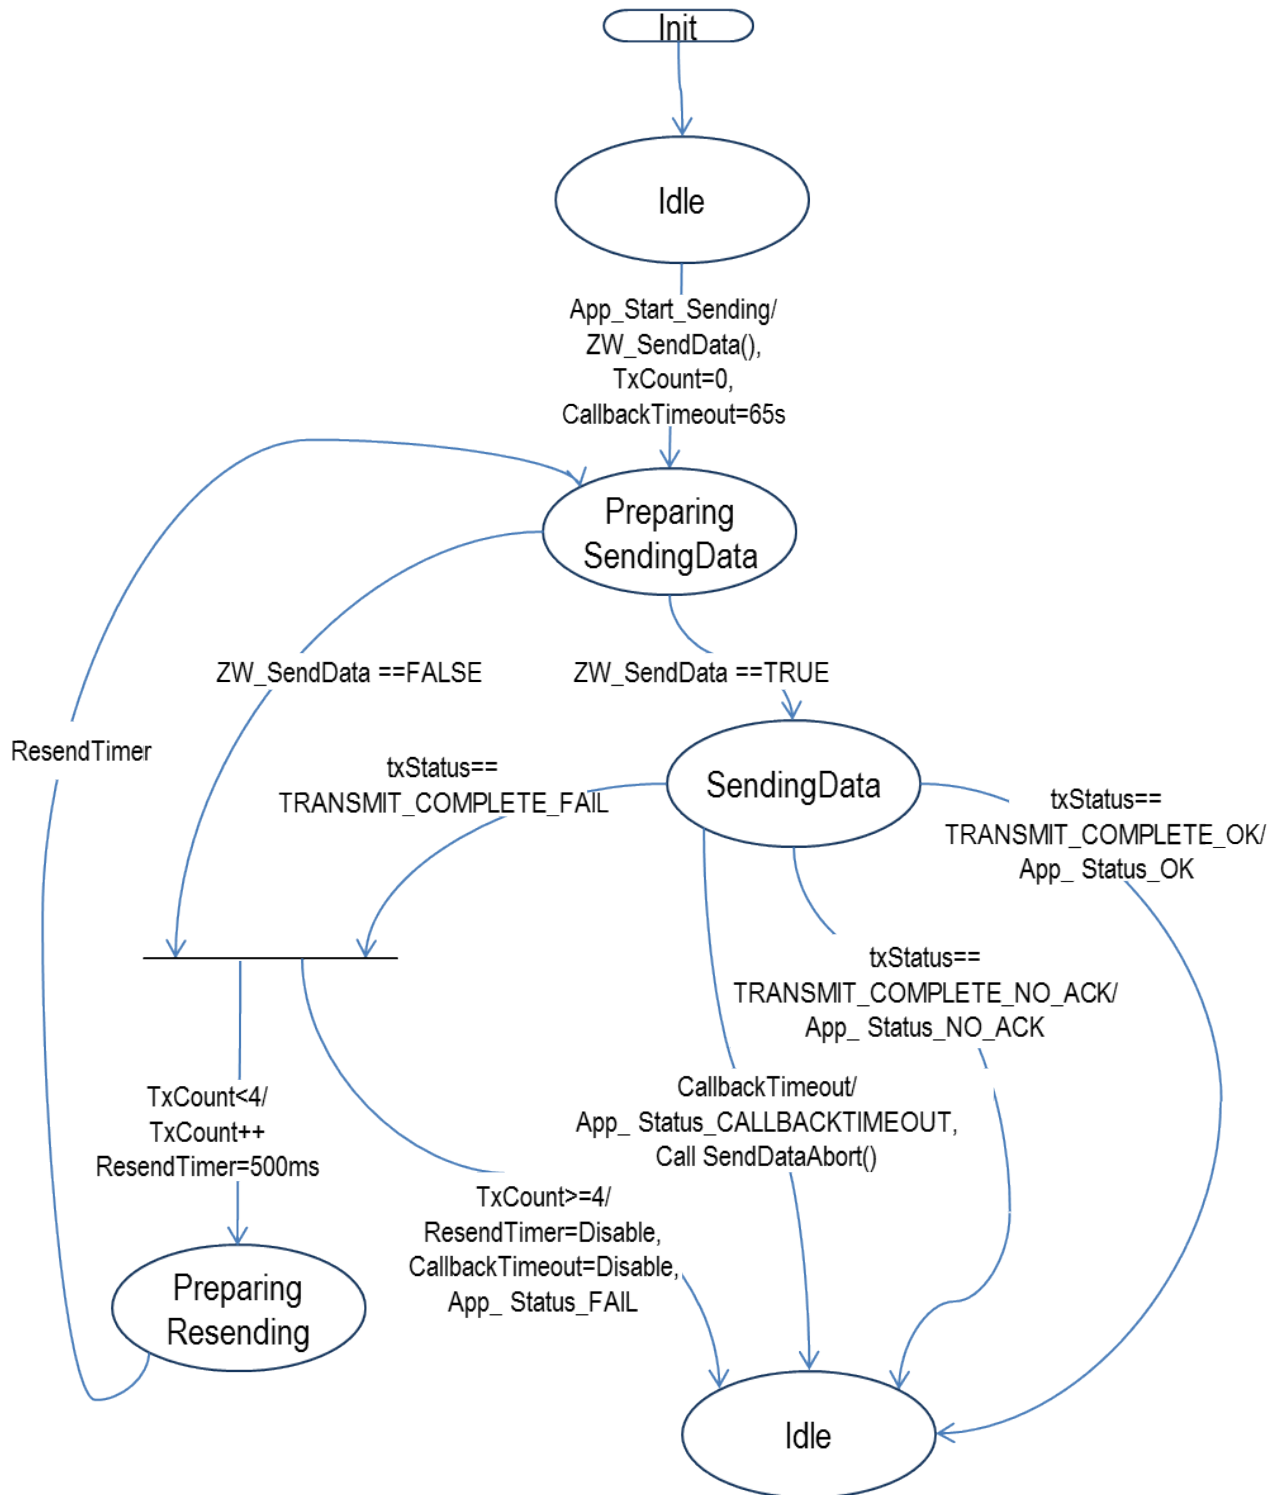 Init
Idle
App_Start_Sending/
ZW_SendData(),
TxCount=0,
CallbackTimeout=65s
Preparing
SendingData
ZW_SendData ==FALSE
ZW_SendData ==TRUE
ResendTimer
txStatus==
TRANSMIT_COMPLETE_FAIL
SendingData
txStatus==
TRANSMIT_COMPLETE_OK/
App_ Status_OK
txStatus==
TRANSMIT_COMPLETE_NO_ACK/
App_ Status_NO_ACK
CallbackTimeout/
App_ Status_CALLBACKTIMEOUT,
Call SendDataAbort()
TxCount<4/
TxCount++
ResendTimer=500ms
TxCount>=4/
ResendTimer=Disable,
CallbackTimeout=Disable,
App_ Status_FAIL
Preparing
Resending
Idle